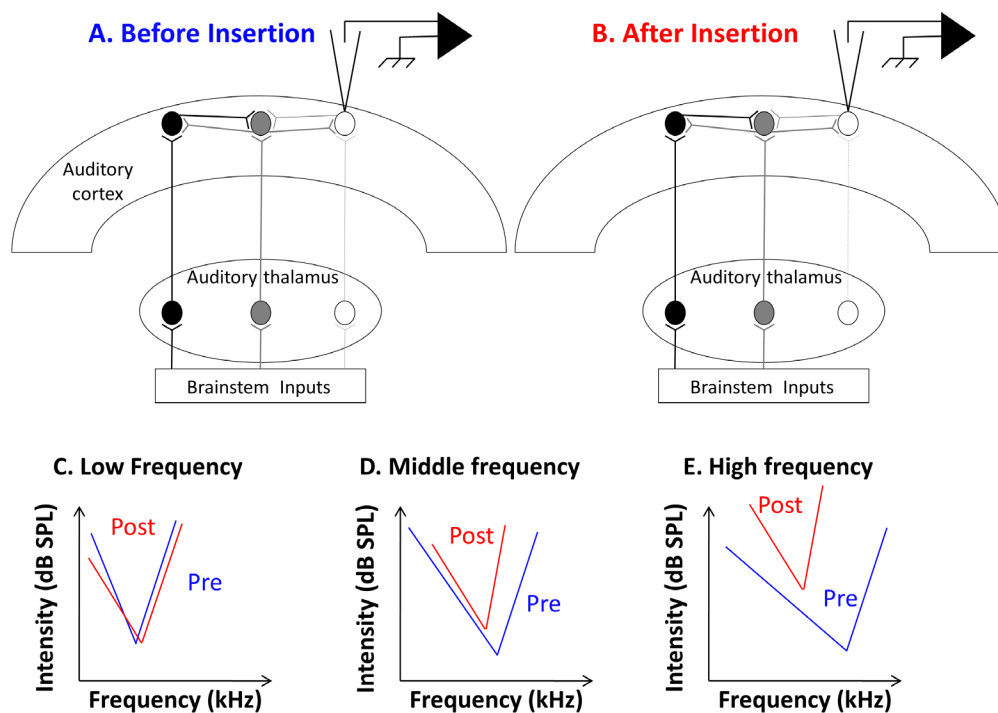 A. Before Insertion
B. After Insertion
Auditory
cortex
Auditory thalamus
Brainstem Inputs
Auditory
cortex
Auditory thalamus
Brainstem Inputs
C. Low Frequency
D. Middle frequency
E. High frequency
Intensity (dB SPL)
Post
Pre
Frequency (kHz)
Intensity (dB SPL)
Post
Pre
Frequency (kHz)
Intensity (dB SPL)
Post
Pre
Frequency (kHz)